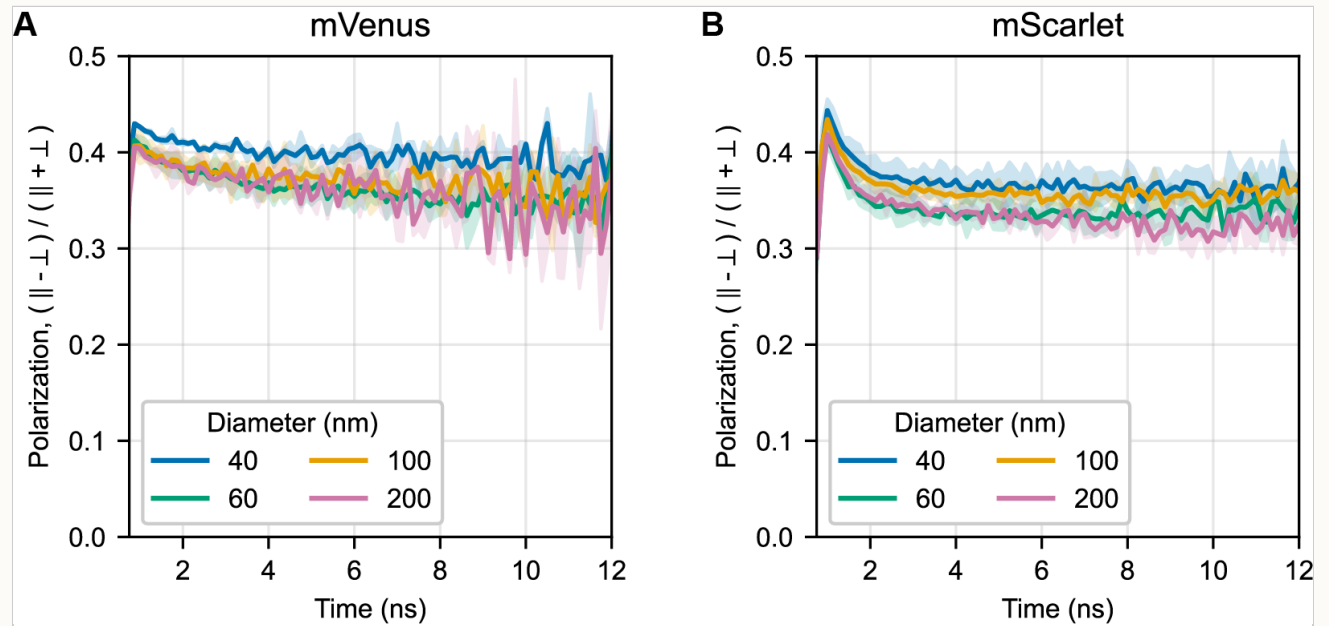 A
mVenus
Polarization, ( || - ⊥ ) / ( || + ⊥ )
0.5
0.4
0.3
0.2
0.1
0.0
Diameter (nm)
40 100
60 200
2 4 6 8 10 12
Time (ns)
B
mScarlet
Polarization, ( || - ⊥ ) / ( || + ⊥ )
0.5
0.4
0.3
0.2
0.1
0.0
Diameter (nm)
40 100
60 200
2 4 6 8 10 12
Time (ns)